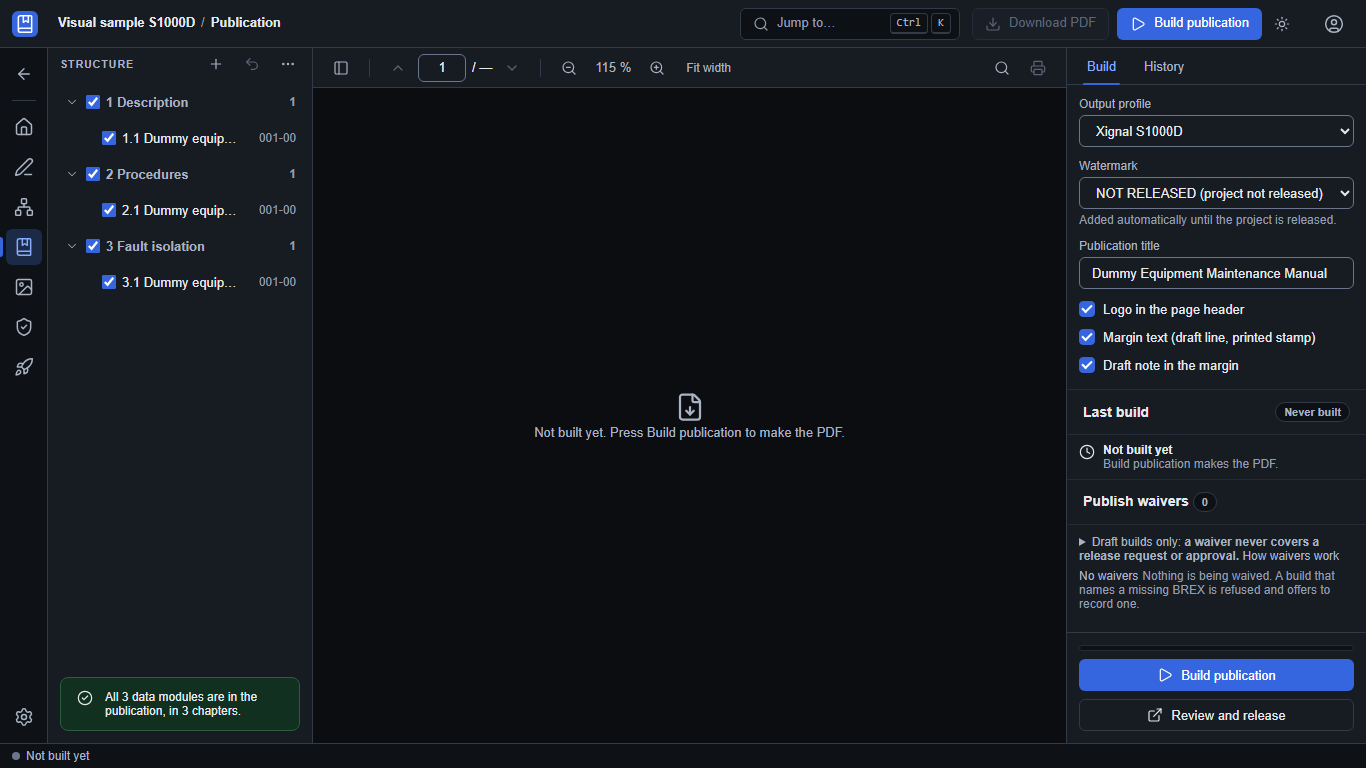 Visual sample S1000D / Publication
Jump to... Ctrl K
Download PDF
Build publication
STRUCTURE
1 Description 1
1.1 Dummy equip... 001-00
2 Procedures 1
2.1 Dummy equip... 001-00
3 Fault isolation 1
3.1 Dummy equip... 001-00
All 3 data modules are in the
publication, in 3 chapters.
1 / —
115 %
Fit width
Not built yet. Press Build publication to make the PDF.
Build History
Output profile
Xignal S1000D
Watermark
NOT RELEASED (project not released)
Added automatically until the project is released.
Publication title
Dummy Equipment Maintenance Manual
Logo in the page header
Margin text (draft line, printed stamp)
Draft note in the margin
Last build Never built
Not built yet
Build publication makes the PDF.
Publish waivers 0
Draft builds only: a waiver never covers a
release request or approval. How waivers work
No waivers Nothing is being waived. A build that
names a missing BREX is refused and offers to
record one.
Build publication
Review and release
Not built yet